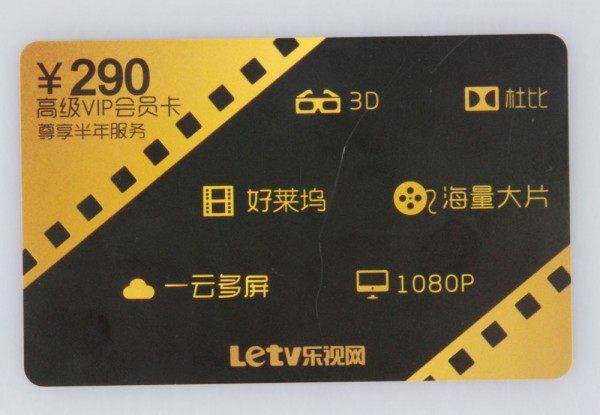 ¥290
高级VIP会员卡
尊享半年服务
3D
杜比
好莱坞
海量大片
一云多屏
1080P
Letv乐视网